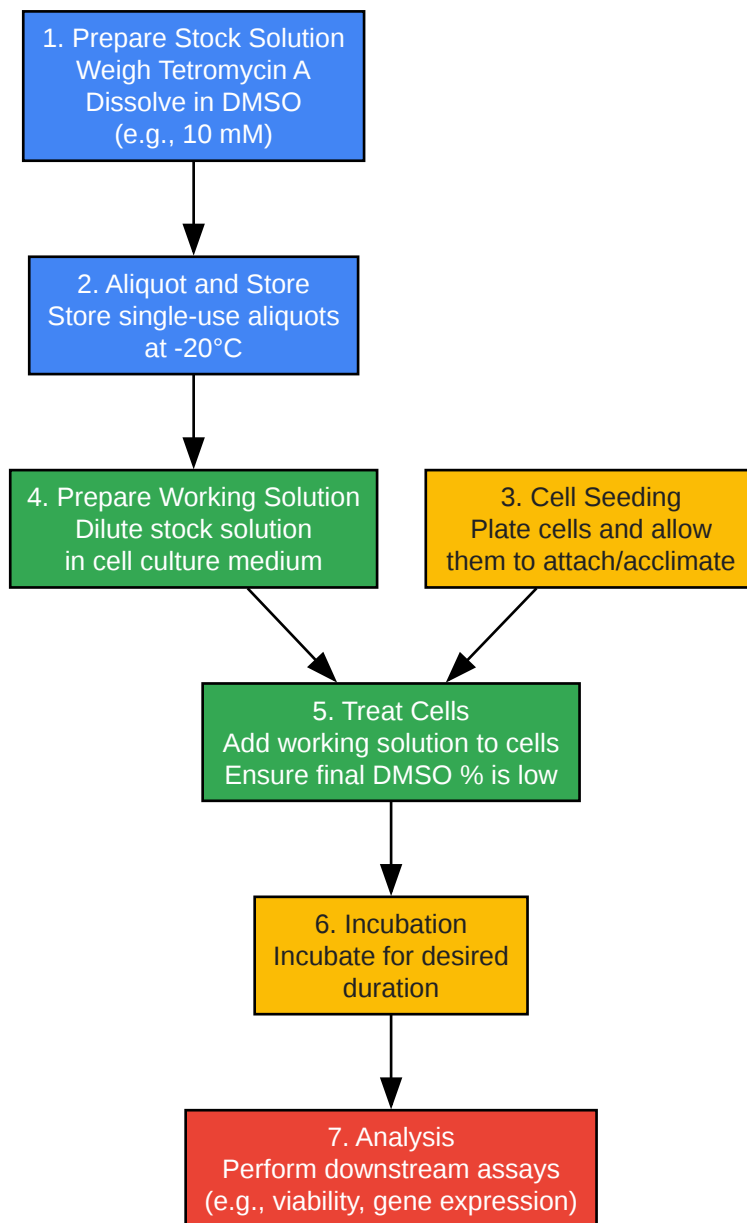 1. Prepare Stock Solution
Weigh Tetromycin A
Dissolve in DMSO
(e.g., 10 mM)
2. Aliquot and Store
Store single-use aliquots
at -20°C
4. Prepare Working Solution
Dilute stock solution
in cell culture medium
3. Cell Seeding
Plate cells and allow
them to attach/acclimate
5. Treat Cells
Add working solution to cells
Ensure final DMSO % is low
6. Incubation
Incubate for desired
duration
7. Analysis
Perform downstream assays
(e.g., viability, gene expression)